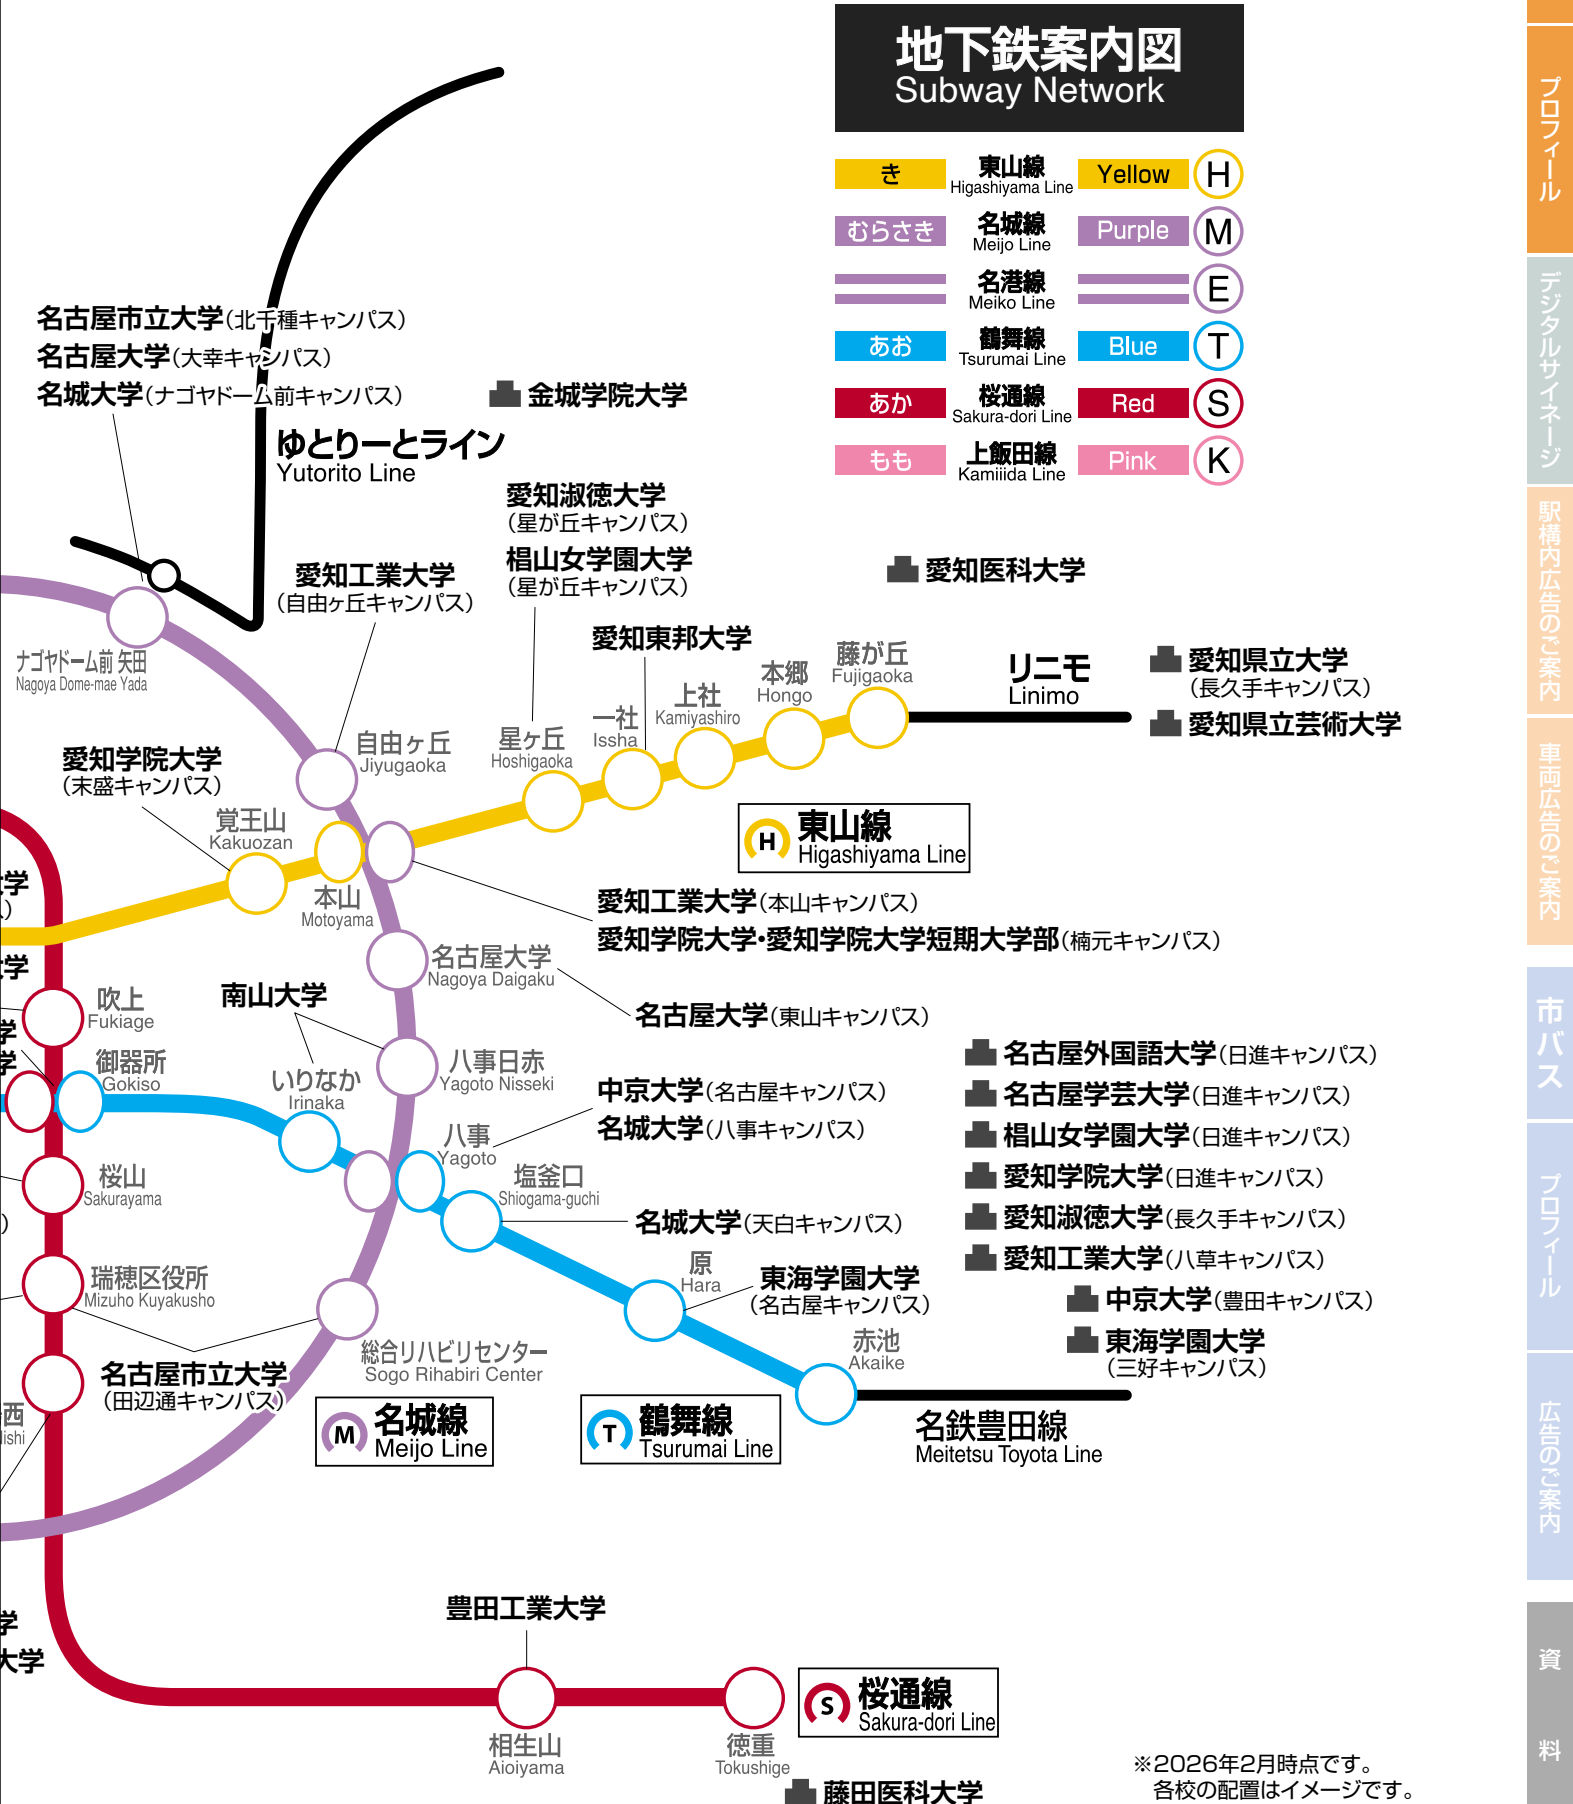 地下鉄案内図
Subway Network
き 東山線 Higashiyama Line Yellow H
むらさき 名城線 Meijo Line Purple M
名港線 Meiko Line E
あお 鶴舞線 Tsurumai Line Blue T
あか 桜通線 Sakura-dori Line Red S
もも 上飯田線 Kamiiida Line Pink K
名古屋市立大学(北千種キャンパス)
名古屋大学(大幸キャンパス)
名城大学(ナゴヤドーム前キャンパス)
金城学院大学
ゆとりーとライン
Yutorito Line
愛知淑徳大学
(星が丘キャンパス)
椙山女学園大学
(星が丘キャンパス)
愛知医科大学
愛知工業大学
(自由ヶ丘キャンパス)
愛知東邦大学
ナゴヤドーム前 矢田
Nagoya Dome-mae Yada
藤が丘
Fujigaoka
本郷
Hongo
上社
Kamiyashiro
一社
Issha
星ヶ丘
Hoshigaoka
リニモ
Linimo
愛知県立大学
(長久手キャンパス)
愛知県立芸術大学
自由ヶ丘
Jiyugaoka
愛知学院大学
(末盛キャンパス)
覚王山
Kakuozan
H 東山線
Higashiyama Line
本山
Motoyama
学
愛知工業大学(本山キャンパス)
愛知学院大学・愛知学院大学短期大学部(楠元キャンパス)
名古屋大学
Nagoya Daigaku
学
名古屋大学(東山キャンパス)
南山大学
吹上
Fukiage
学
学
御器所
Gokiso
いりなか
Irinaka
八事日赤
Yagoto Nisseki
名古屋外国語大学(日進キャンパス)
名古屋学芸大学(日進キャンパス)
椙山女学園大学(日進キャンパス)
愛知学院大学(日進キャンパス)
愛知淑徳大学(長久手キャンパス)
愛知工業大学(八草キャンパス)
中京大学(豊田キャンパス)
東海学園大学
(三好キャンパス)
中京大学(名古屋キャンパス)
名城大学(八事キャンパス)
八事
Yagoto
塩釜口
Shiogama-guchi
桜山
Sakurayama
)
名城大学(天白キャンパス)
原
Hara
東海学園大学
(名古屋キャンパス)
瑞穂区役所
Mizuho Kuyakusho
赤池
Akaike
総合リハビリセンター
Sogo Rihabiri Center
名古屋市立大学
(田辺通キャンパス)
西
Nishi
M 名城線
Meijo Line
T 鶴舞線
Tsurumai Line
名鉄豊田線
Meitetsu Toyota Line
学
大学
豊田工業大学
相生山
Aioiyama
徳重
Tokushige
S 桜通線
Sakura-dori Line
藤田医科大学
※2026年2月時点です。
各校の配置はイメージです。
プロフィール
デジタルサイネージ
駅構内広告のご案内
車両広告のご案内
市バス
プロフィール
広告のご案内
資料